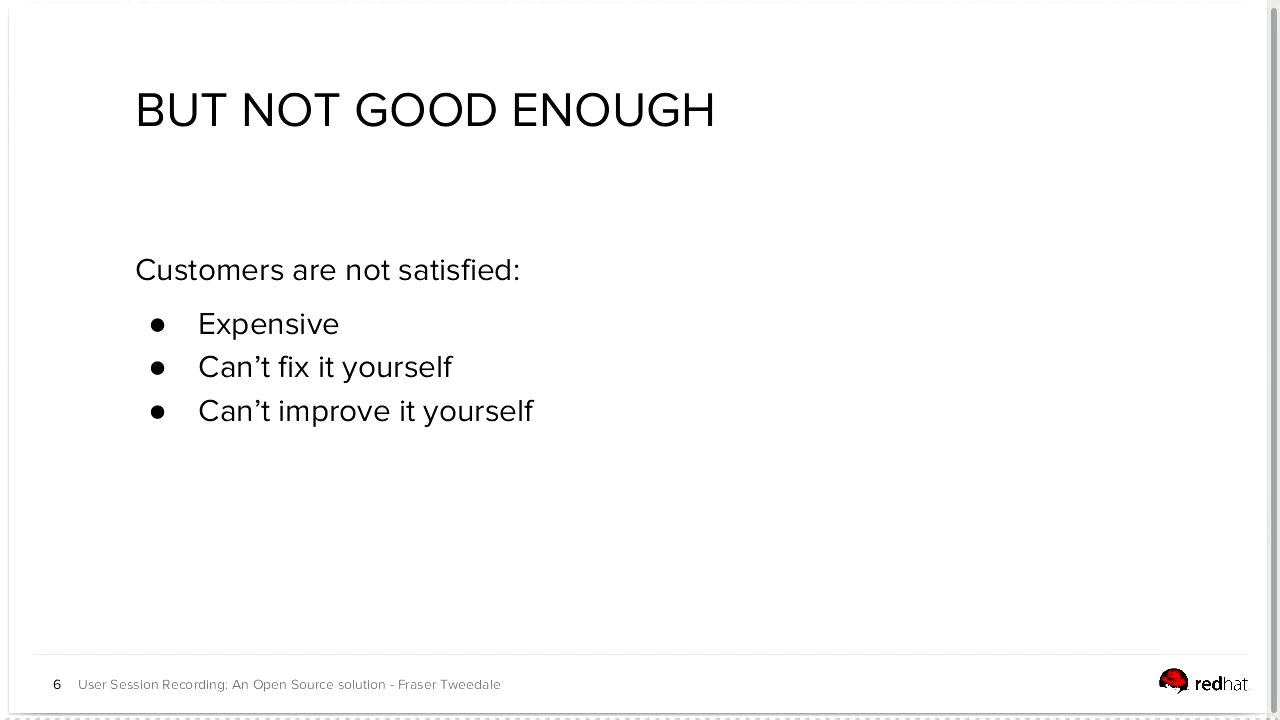 BUT NOT GOOD ENOUGH
Customers are not satisfied:
● Expensive
● Can’t fix it yourself
● Can’t improve it yourself
6 User Session Recording: An Open Source solution - Fraser Tweedale
redhat.